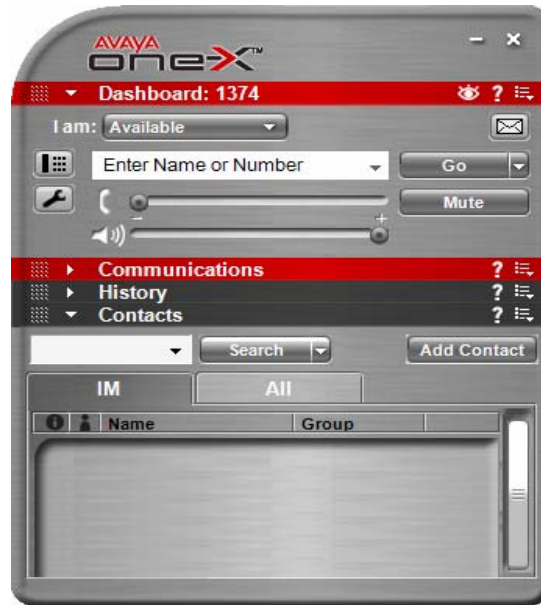 AVAYA
one-X™
Dashboard: 1374 ?
I am: Available
Enter Name or Number Go
Mute
- +
Communications ?
History ?
Contacts ?
Search Add Contact
IM All
Name Group